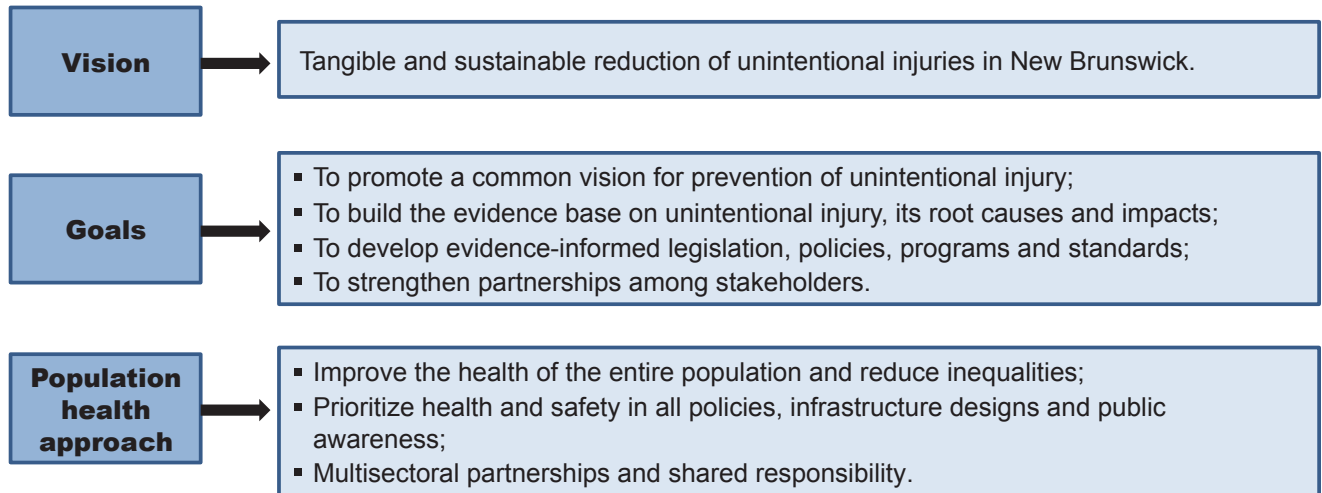 Vision
Tangible and sustainable reduction of unintentional injuries in New Brunswick.
Goals
▪ To promote a common vision for prevention of unintentional injury;
▪ To build the evidence base on unintentional injury, its root causes and impacts;
▪ To develop evidence-informed legislation, policies, programs and standards;
▪ To strengthen partnerships among stakeholders.
Population
health
approach
▪ Improve the health of the entire population and reduce inequalities;
▪ Prioritize health and safety in all policies, infrastructure designs and public
awareness;
▪ Multisectoral partnerships and shared responsibility.